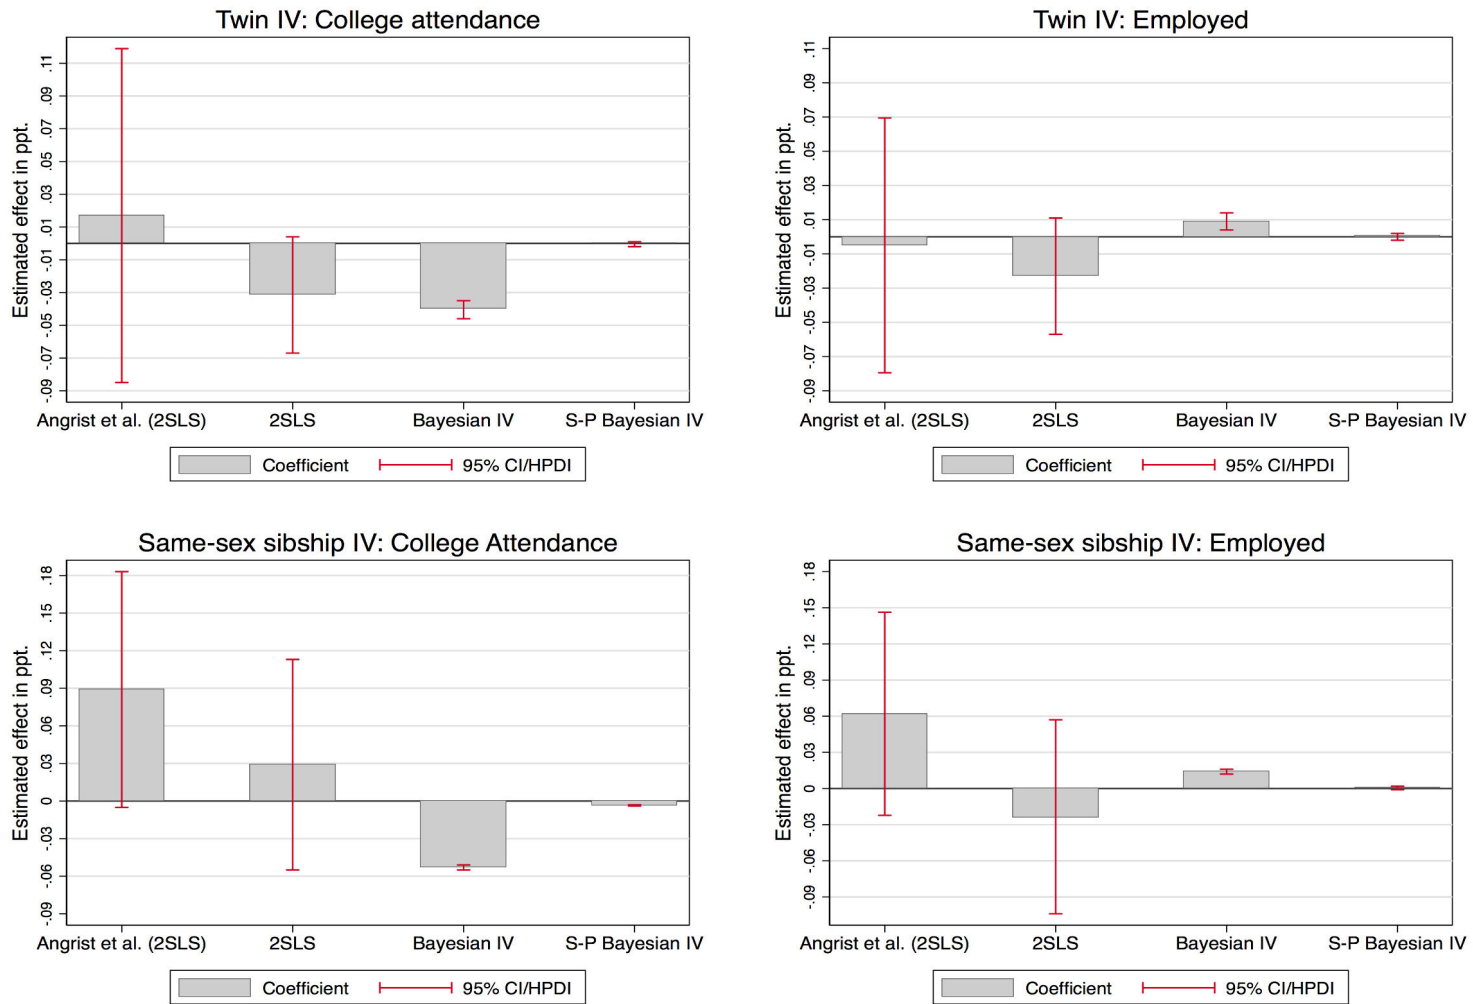 Twin IV: College attendance
Estimated effect in ppt.
.11
.09
.07
.05
.03
.01
-.01
-.03
-.05
-.07
-.09
Angrist et al. (2SLS) 2SLS Bayesian IV S-P Bayesian IV
Coefficient 95% CI/HPDI
Twin IV: Employed
Estimated effect in ppt.
.11
.09
.07
.05
.03
.01
-.01
-.03
-.05
-.07
-.09
Angrist et al. (2SLS) 2SLS Bayesian IV S-P Bayesian IV
Coefficient 95% CI/HPDI
Same-sex sibship IV: College Attendance
Estimated effect in ppt.
.18
.15
.12
.09
.06
.03
0
-.03
-.06
-.09
Angrist et al. (2SLS) 2SLS Bayesian IV S-P Bayesian IV
Coefficient 95% CI/HPDI
Same-sex sibship IV: Employed
Estimated effect in ppt.
.18
.15
.12
.09
.06
.03
0
-.03
-.06
-.09
Angrist et al. (2SLS) 2SLS Bayesian IV S-P Bayesian IV
Coefficient 95% CI/HPDI